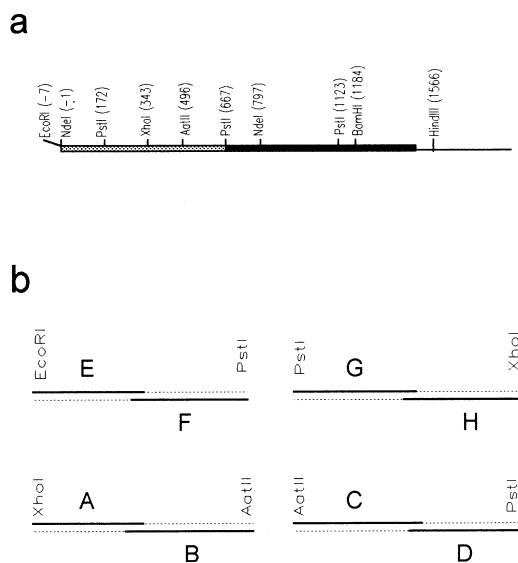 a
EcoRI (-7)
NdeI (-1)
PstI (172)
XhoI (343)
AatII (496)
PstI (667)
NdeI (797)
PstI (1123)
BamHI (1184)
HindIII (1566)
b
EcoRI
E
PstI
F
PstI
G
XhoI
H
XhoI
A
AatII
B
AatII
C
PstI
D